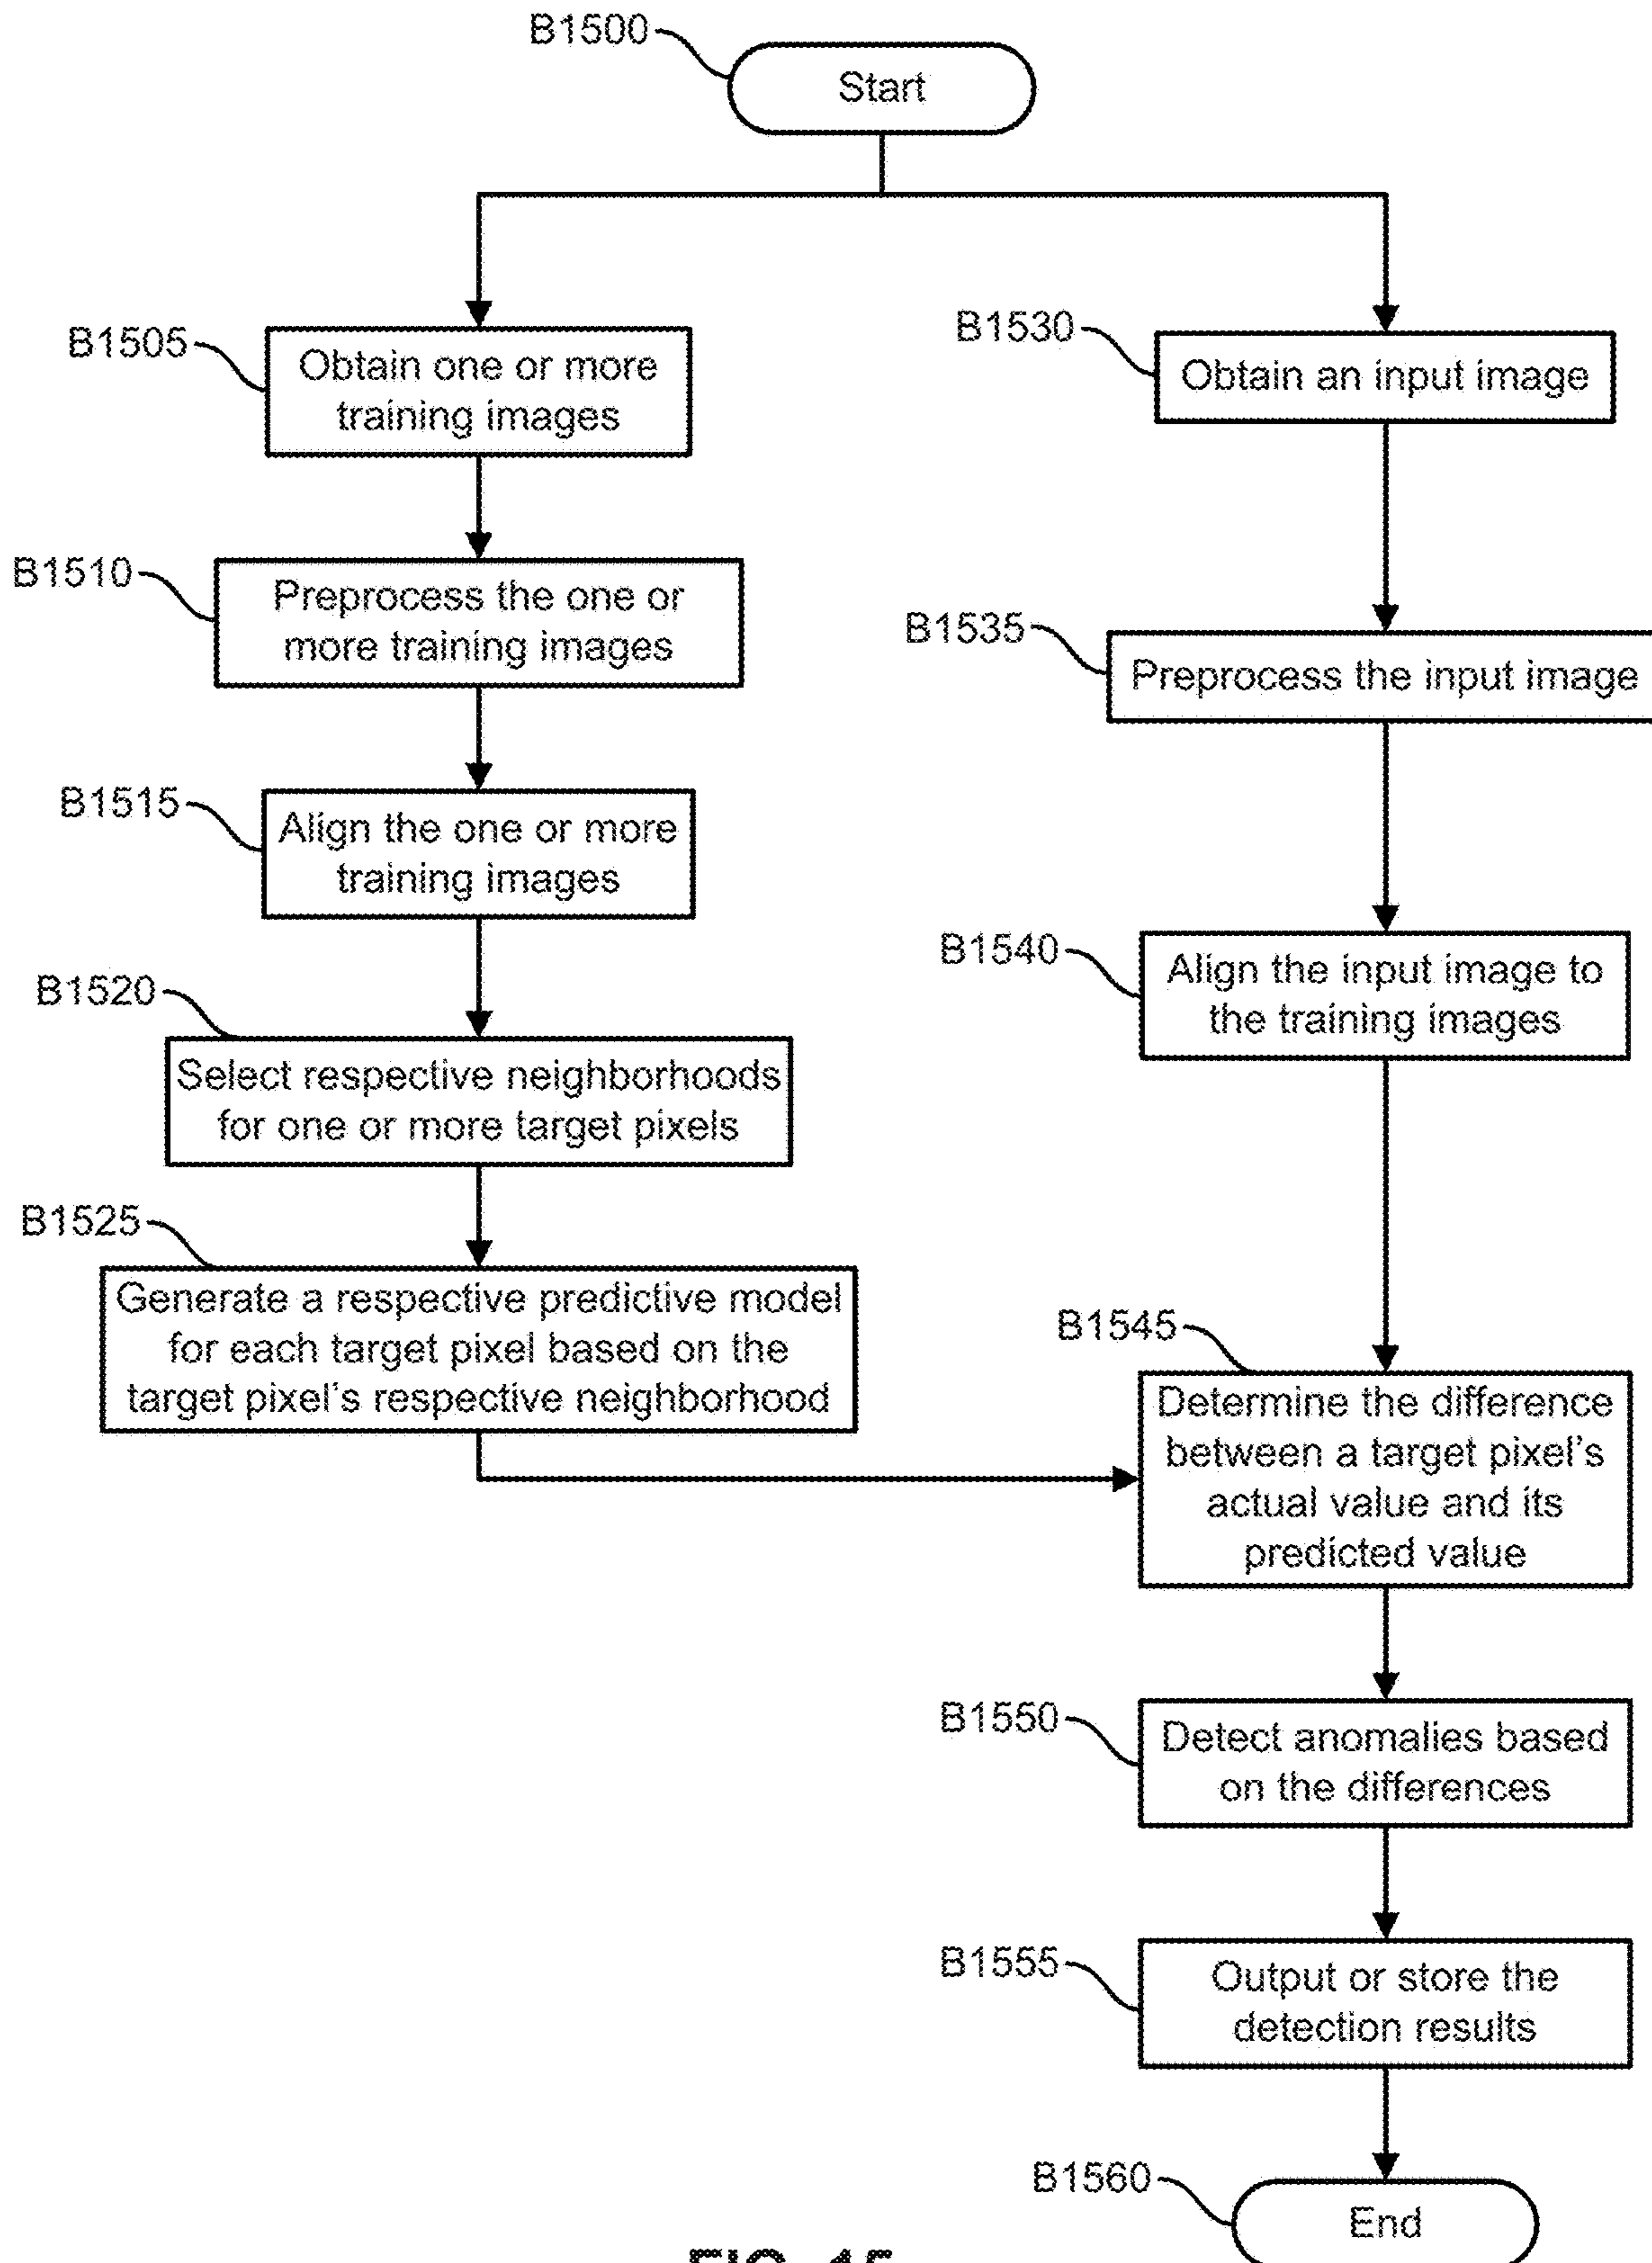 B1500
Start
B1505
Obtain one or more
training images
B1510
Preprocess the one or
more training images
B1515
Align the one or more
training images
B1520
Select respective neighborhoods
for one or more target pixels
B1525
Generate a respective predictive model
for each target pixel based on the
target pixel's respective neighborhood
B1530
Obtain an input image
B1535
Preprocess the input image
B1540
Align the input image to
the training images
B1545
Determine the difference
between a target pixel's
actual value and its
predicted value
B1550
Detect anomalies based
on the differences
B1555
Output or store the
detection results
B1560
End
FIG. 15